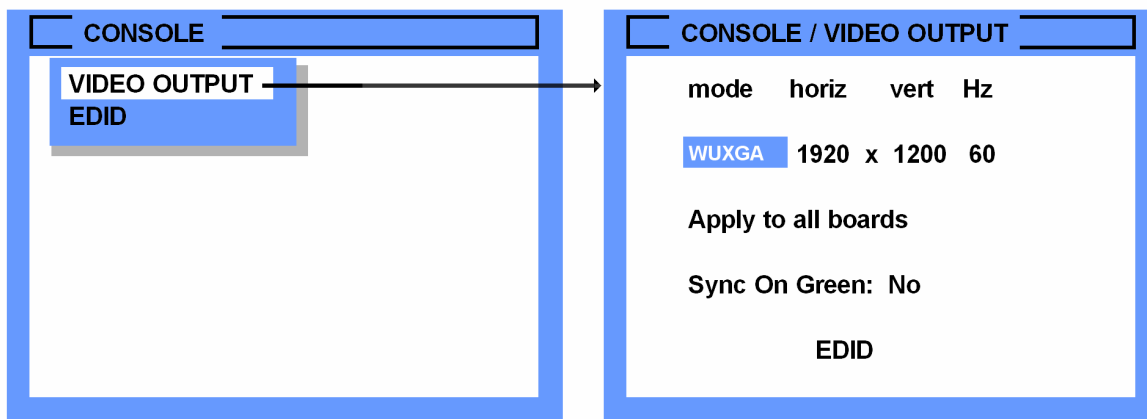 CONSOLE
VIDEO OUTPUT
EDID
CONSOLE / VIDEO OUTPUT
mode horiz vert Hz
WUXGA 1920 x 1200 60
Apply to all boards
Sync On Green: No
EDID